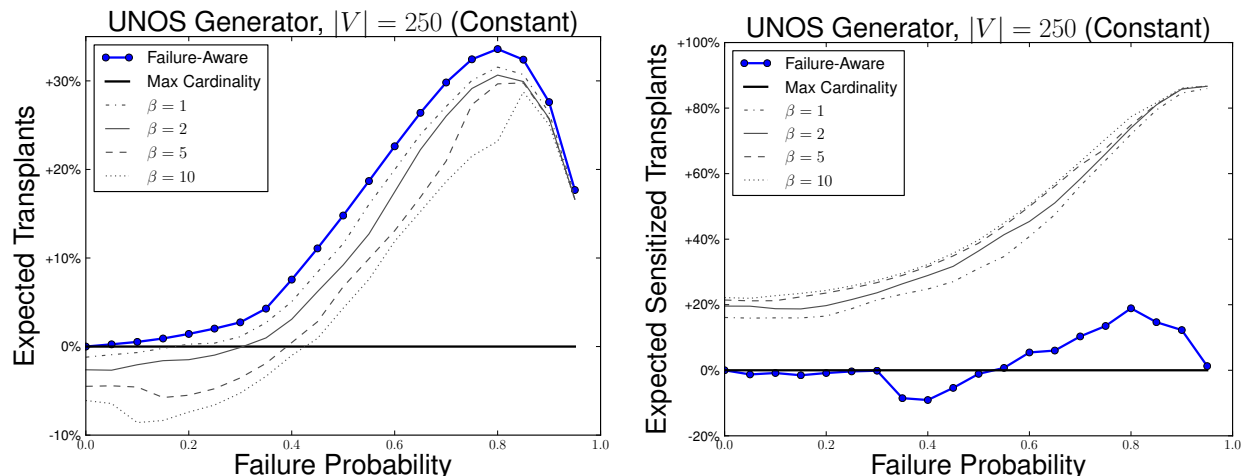 UNOS Generator, |V| = 250 (Constant)
Expected Transplants
+30%
+20%
+10%
0%
-10%
Failure-Aware
Max Cardinality
β = 1
β = 2
β = 5
β = 10
0.0 0.2 0.4 0.6 0.8 1.0
Failure Probability
UNOS Generator, |V| = 250 (Constant)
Expected Sensitized Transplants
+100%
+80%
+60%
+40%
+20%
0%
-20%
Failure-Aware
Max Cardinality
β = 1
β = 2
β = 5
β = 10
0.0 0.2 0.4 0.6 0.8 1.0
Failure Probability